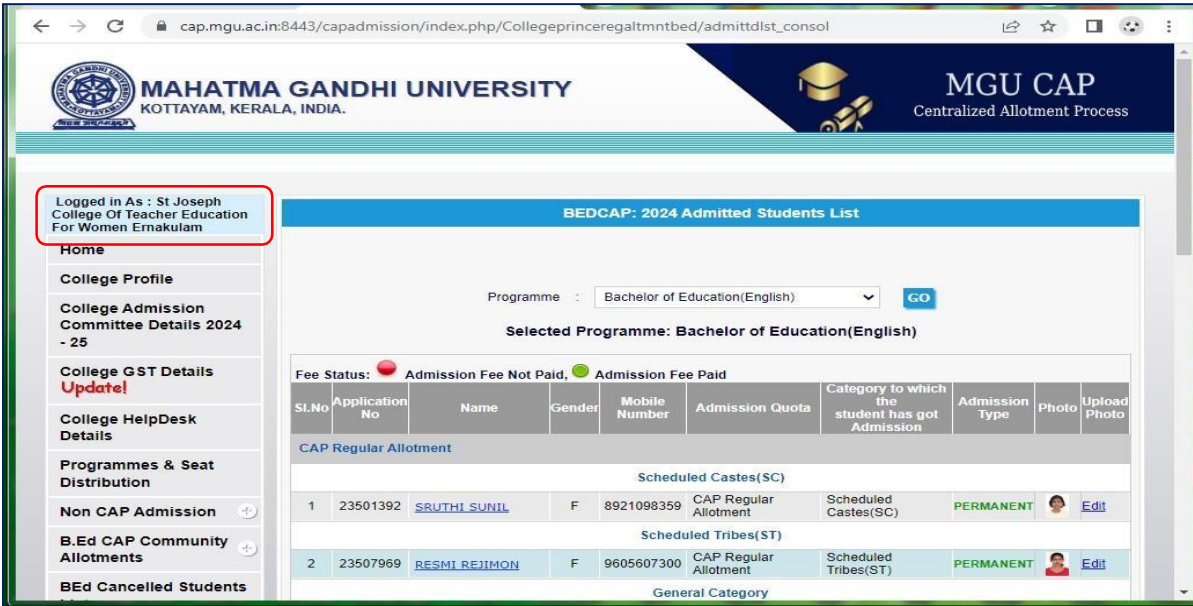 cap.mgu.ac.in:8443/capadmission/index.php/Collegeprinceregaltmntbed/admittdlst_consol
MAHATMA GANDHI UNIVERSITY
KOTTAYAM, KERALA, INDIA.
MGU CAP
Centralized Allotment Process
Logged in As : St Joseph
College Of Teacher Education
For Women Ernakulam
Home
College Profile
College Admission
Committee Details 2024
- 25
College GST Details
Update!
College HelpDesk
Details
Programmes & Seat
Distribution
Non CAP Admission
B.Ed CAP Community
Allotments
BEd Cancelled Students
BEDCAP: 2024 Admitted Students List
Programme : Bachelor of Education(English) GO
Selected Programme: Bachelor of Education(English)
Fee Status: Admission Fee Not Paid, Admission Fee Paid
Sl.No Application No Name Gender Mobile Number Admission Quota Category to which the student has got Admission Admission Type Photo Upload Photo
CAP Regular Allotment
Scheduled Castes(SC)
1 23501392 SRUTHI SUNIL F 8921098359 CAP Regular Allotment Scheduled Castes(SC) PERMANENT Edit
Scheduled Tribes(ST)
2 23507969 RESMI REJIMON F 9605607300 CAP Regular Allotment Scheduled Tribes(ST) PERMANENT Edit
General Category